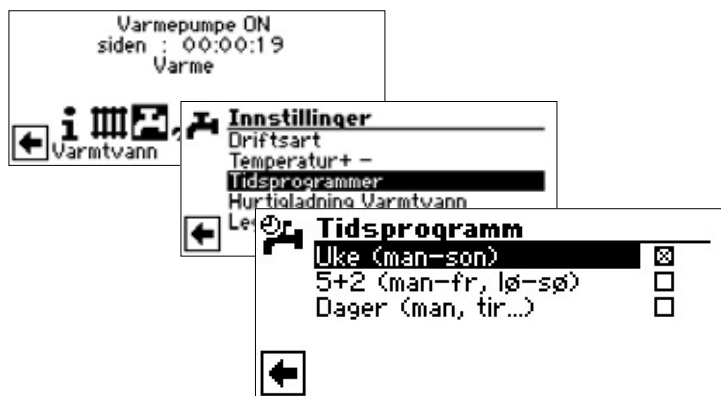 Varmepumpe ON
siden : 00:00:19
Varme
Varmtvann
Innstillinger
Driftsart
Temperatur+ −
Tidsprogrammer
Hurtigladning Varmtvann
Tidsprogramm
Uke (man-son)
5+2 (man-fr, lø-sø)
Dager (man, tir...)